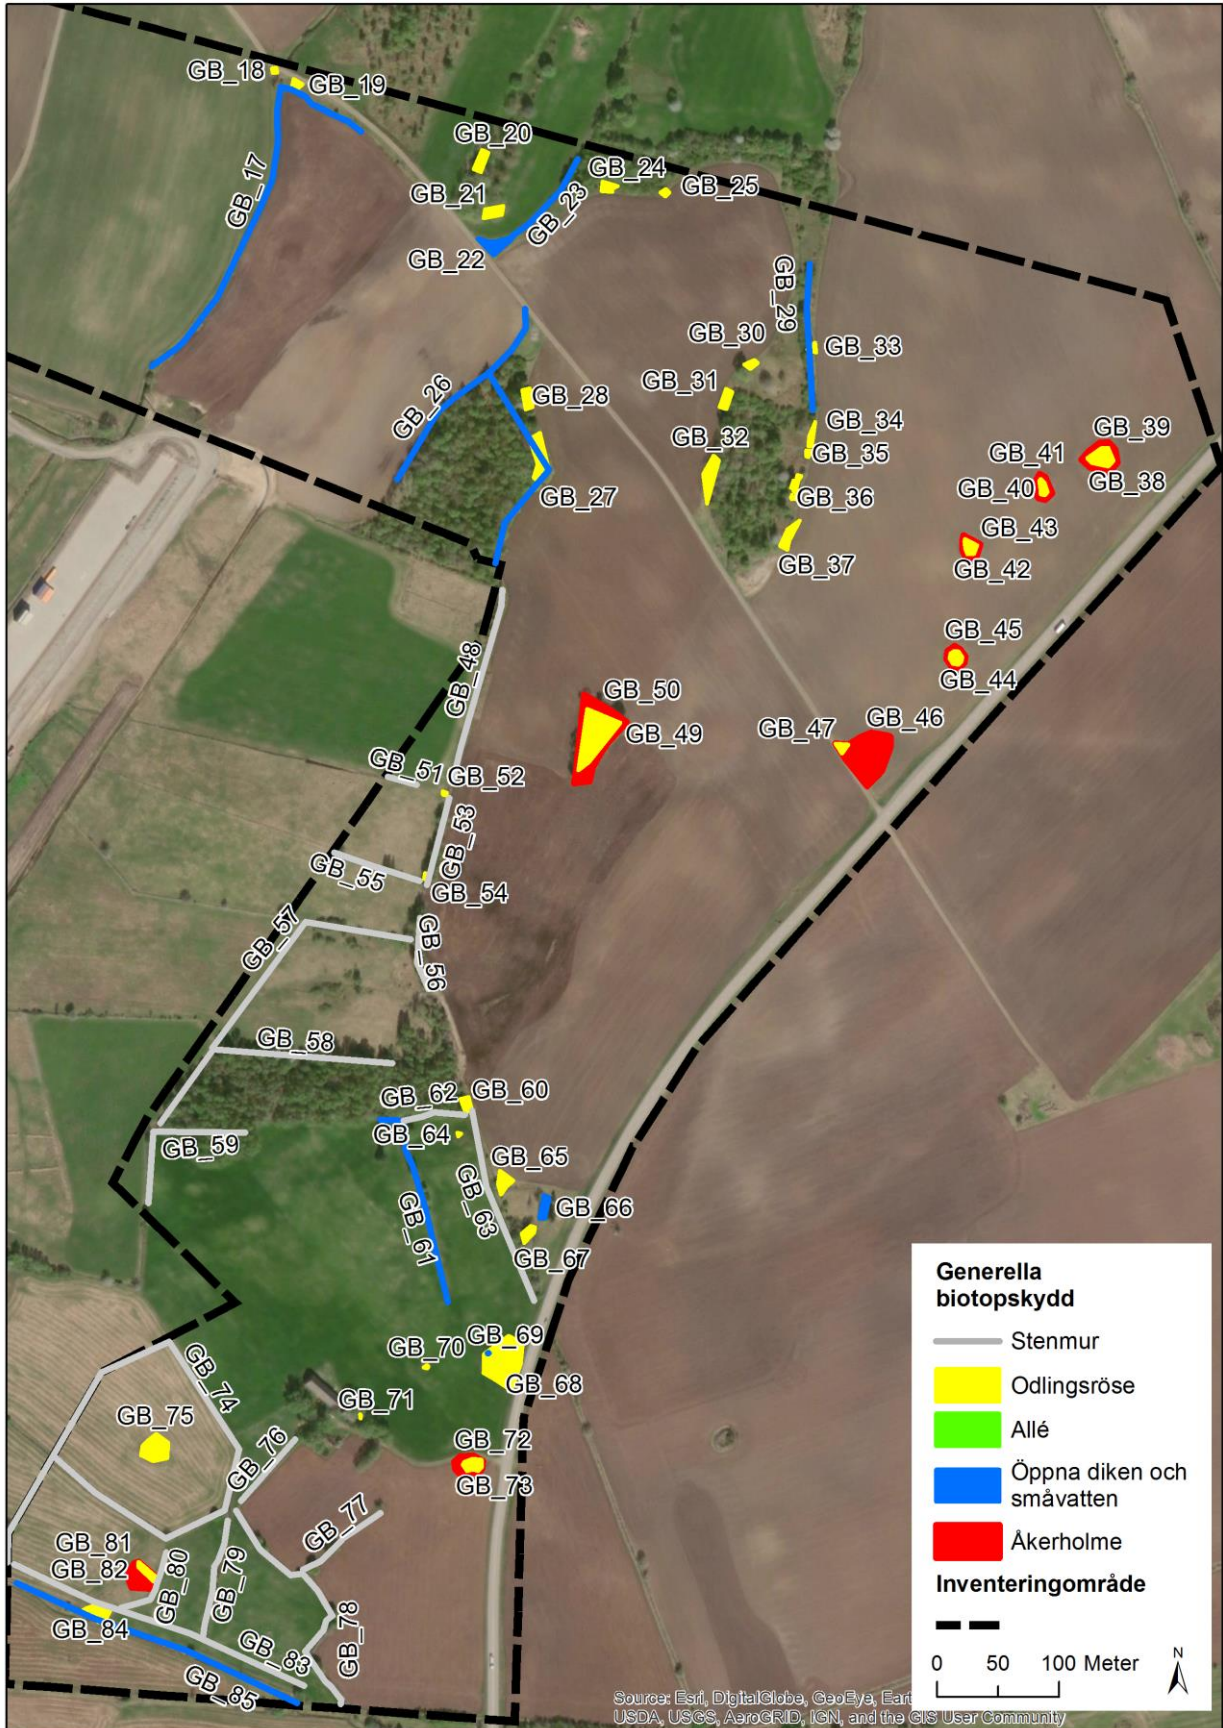 GB_18
GB_19
GB_17
GB_20
GB_21
GB_22
GB_23
GB_24
GB_25
GB_26
GB_27
GB_28
GB_29
GB_30
GB_31
GB_32
GB_33
GB_34
GB_35
GB_36
GB_37
GB_39
GB_38
GB_41
GB_40
GB_43
GB_42
GB_45
GB_44
GB_46
GB_47
GB_48
GB_50
GB_49
GB_51
GB_52
GB_53
GB_55
GB_54
GB_57
GB_56
GB_58
GB_59
GB_62
GB_60
GB_64
GB_65
GB_63
GB_61
GB_66
GB_67
GB_69
GB_70
GB_68
GB_71
GB_74
GB_75
GB_76
GB_72
GB_73
GB_77
GB_81
GB_82
GB_80
GB_79
GB_78
GB_84
GB_83
GB_85
Generella
biotopskydd
Stenmur
Odlingsröse
Allé
Öppna diken och
småvatten
Åkerholme
Inventeringområde
0 50 100 Meter
N
Source: Esri, DigitalGlobe, GeoEye, Eart
USDA, USGS, AeroGRID, IGN, and the GIS User Community